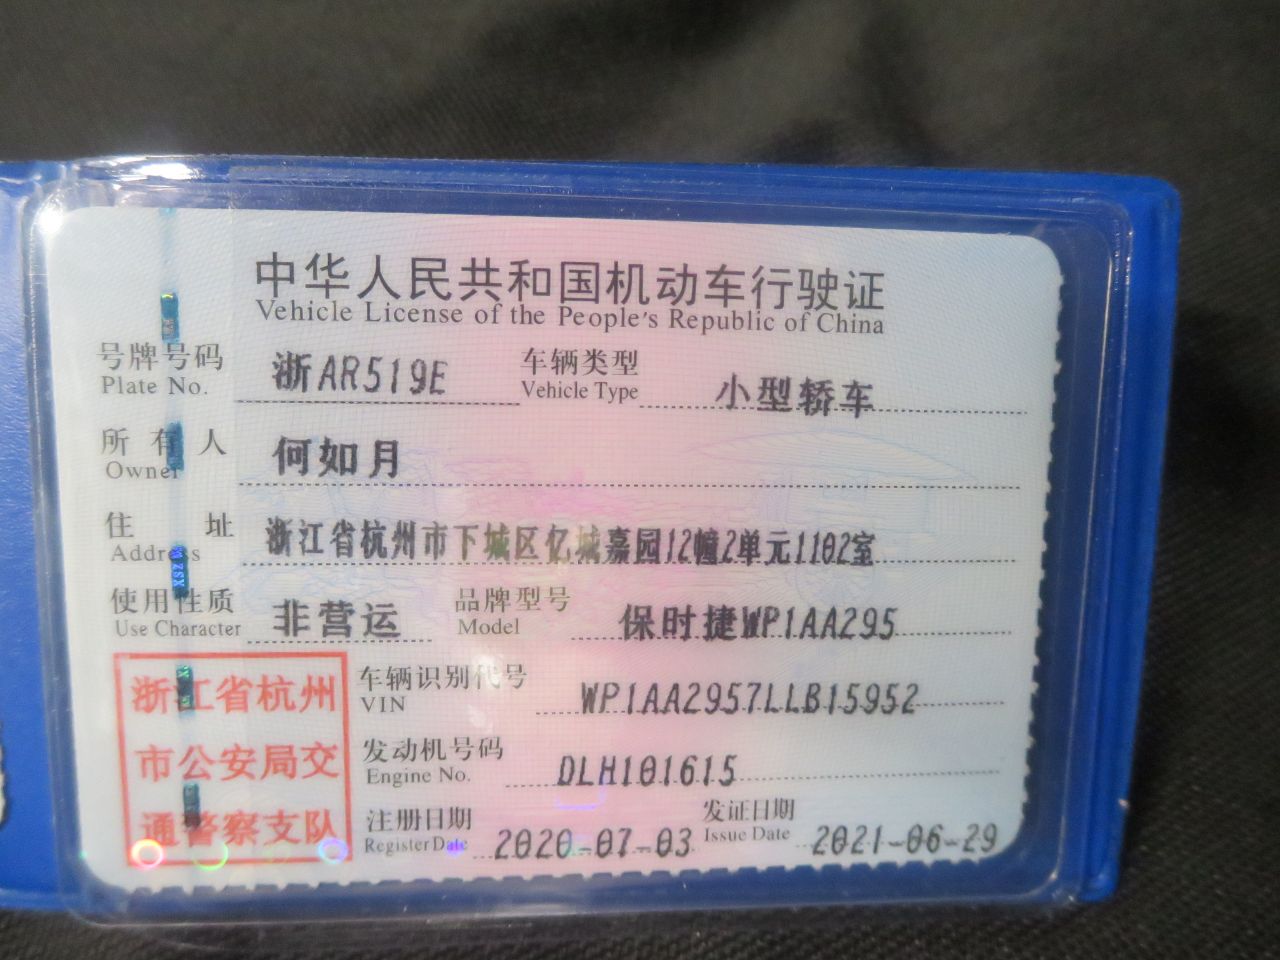 中华人民共和国机动车行驶证
Vehicle License of the People's Republic of China
号牌号码 浙AR519E 车辆类型 小型轿车
Plate No. Vehicle Type
所有人 何如月
Owner
住址 浙江省杭州市下城区亿城嘉园12幢2单元1102室
Address
使用性质 非营运 品牌型号 保时捷WP1AA295
Use Character Model
浙江省杭州
市公安局交
通警察支队
车辆识别代号 WP1AA2957LLB15952
VIN
发动机号码 DLH101615
Engine No.
注册日期 2020-07-03 发证日期 2021-06-29
Register Date Issue Date